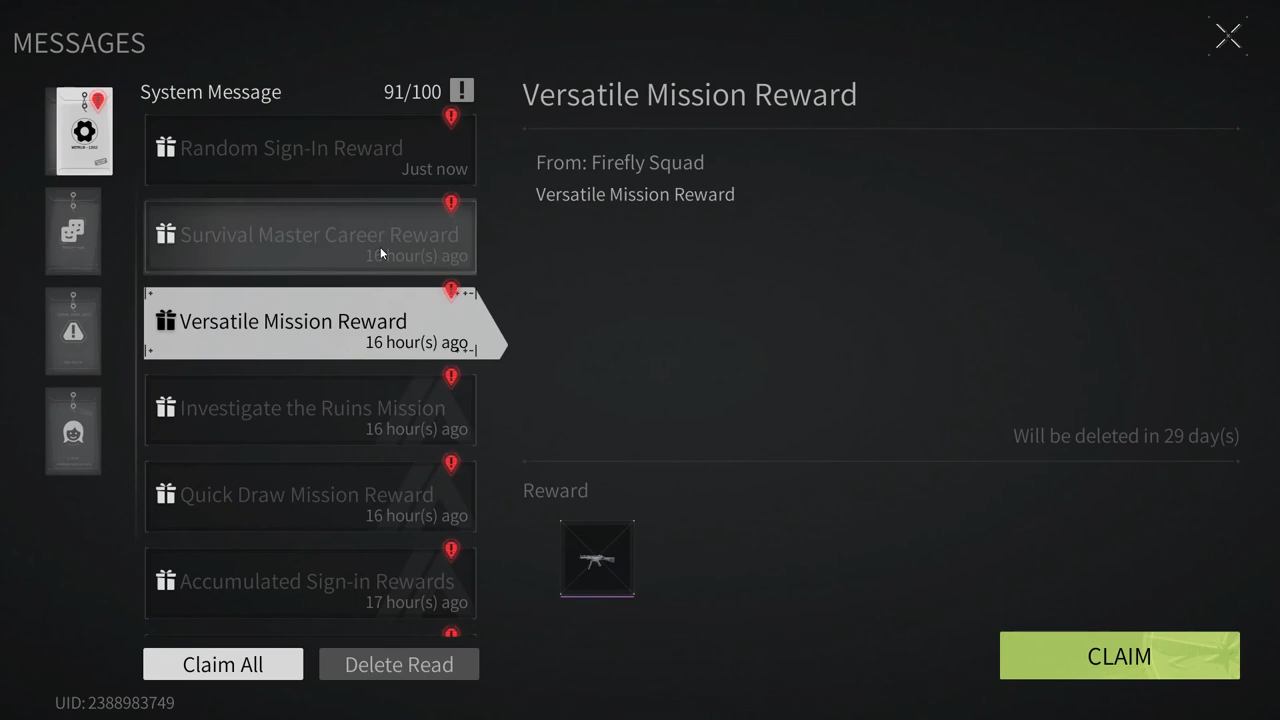 MESSAGES
System Message 91/100
Random Sign-In Reward
Just now
Survival Master Career Reward
16 hour(s) ago
Versatile Mission Reward
16 hour(s) ago
Investigate the Ruins Mission
16 hour(s) ago
Quick Draw Mission Reward
16 hour(s) ago
Accumulated Sign-in Rewards
17 hour(s) ago
Claim All
Delete Read
UID: 2388983749
Versatile Mission Reward
From: Firefly Squad
Versatile Mission Reward
Will be deleted in 29 day(s)
Reward
CLAIM